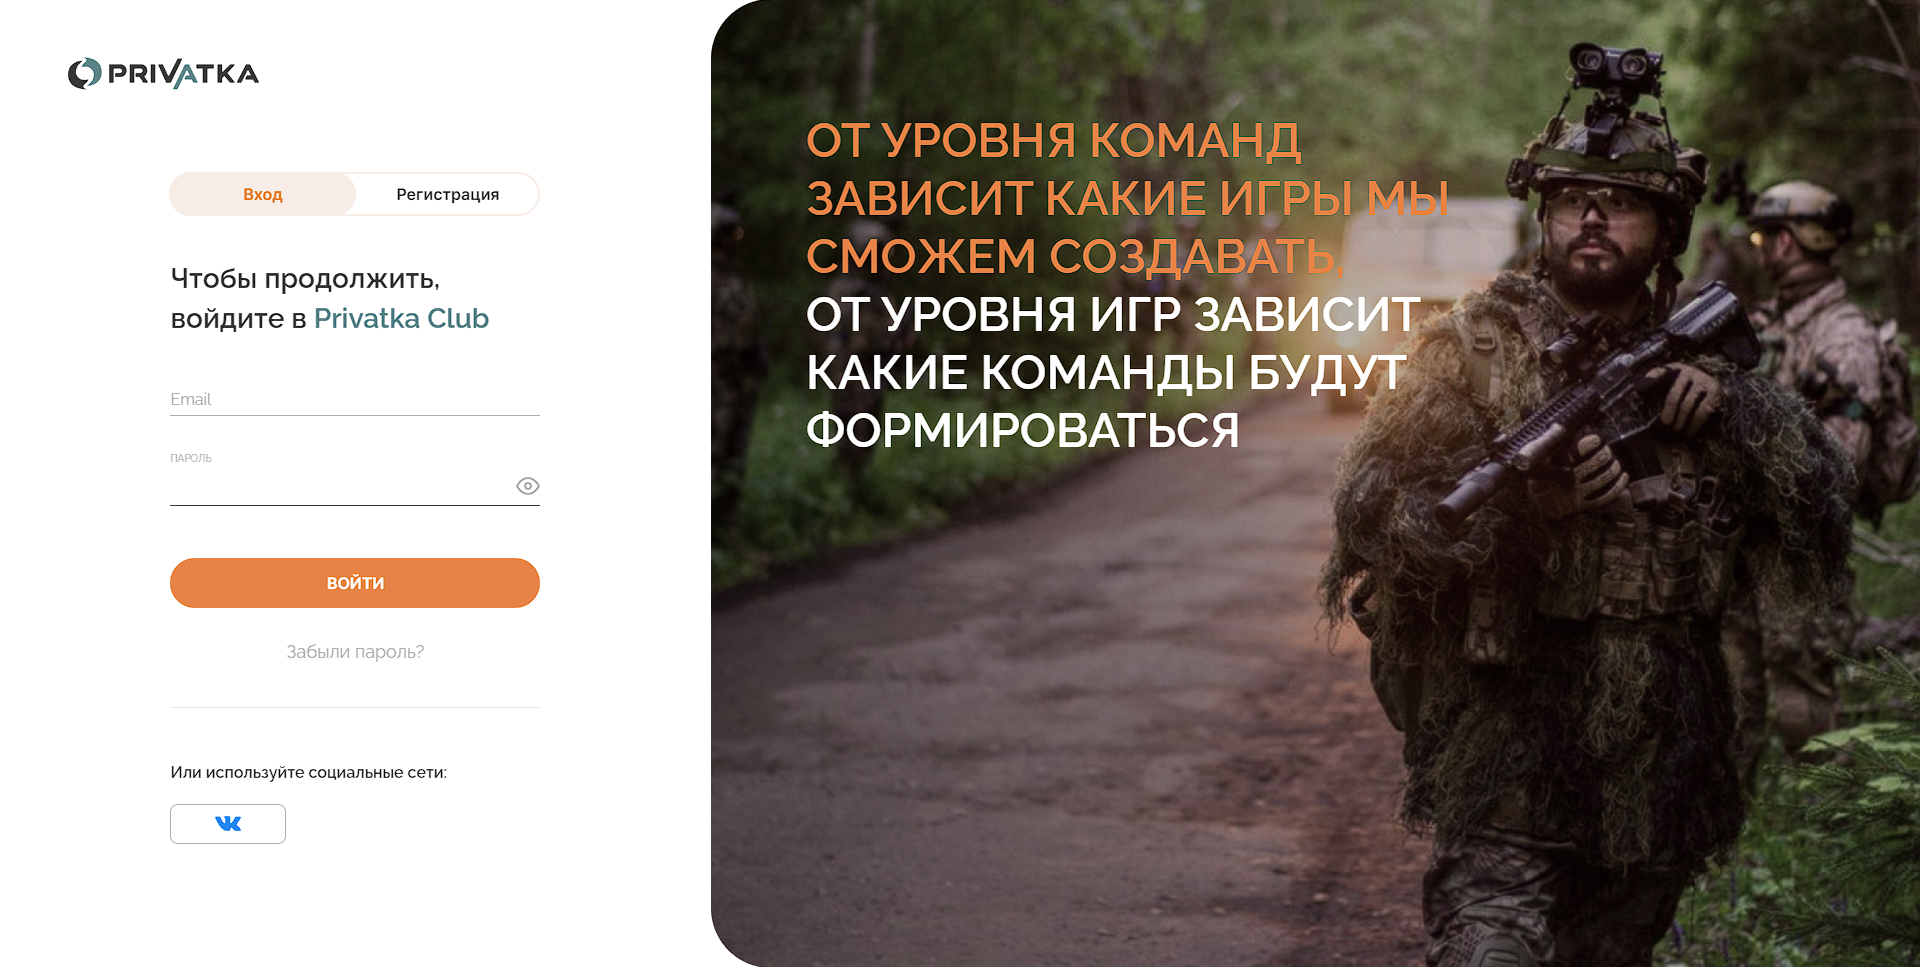 PRIVATKA
Вход
Регистрация
Чтобы продолжить,
войдите в Privatka Club
Email
ПАРОЛЬ
ВОЙТИ
Забыли пароль?
Или используйте социальные сети:
ОТ УРОВНЯ КОМАНД
ЗАВИСИТ КАКИЕ ИГРЫ МЫ
СМОЖЕМ СОЗДАВАТЬ,
ОТ УРОВНЯ ИГР ЗАВИСИТ
КАКИЕ КОМАНДЫ БУДУТ
ФОРМИРОВАТЬСЯ